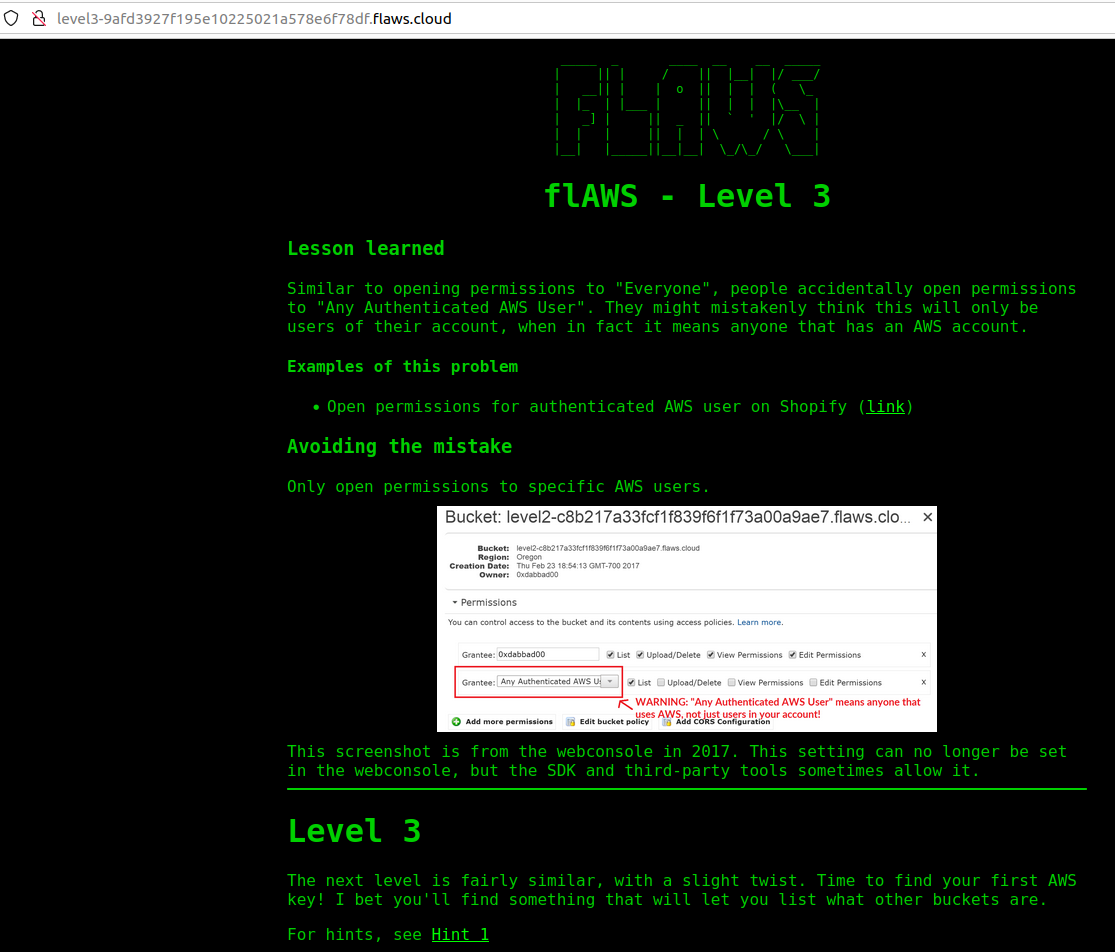 level3-9afd3927f195e10225021a578e6f78df.flaws.cloud
flAWS - Level 3
Lesson learned
Similar to opening permissions to "Everyone", people accidentally open permissions
to "Any Authenticated AWS User". They might mistakenly think this will only be
users of their account, when in fact it means anyone that has an AWS account.
Examples of this problem
• Open permissions for authenticated AWS user on Shopify (link)
Avoiding the mistake
Only open permissions to specific AWS users.
Bucket: level2-c8b217a33fcf1f839f6f1f73a00a9ae7.flaws.clo... ×
Bucket: level2-c8b217a33fcf1f839f6f1f73a00a9ae7.flaws.cloud
Region: Oregon
Creation Date: Thu Feb 23 18:54:13 GMT-700 2017
Owner: 0xdabbad00
Permissions
You can control access to the bucket and its contents using access policies. Learn more.
Grantee: 0xdabbad00 List Upload/Delete View Permissions Edit Permissions x
Grantee: Any Authenticated AWS Us List Upload/Delete View Permissions Edit Permissions x
WARNING: "Any Authenticated AWS User" means anyone that
uses AWS, not just users in your account!
Add more permissions Edit bucket policy Add CORS Configuration
This screenshot is from the webconsole in 2017. This setting can no longer be set
in the webconsole, but the SDK and third-party tools sometimes allow it.
Level 3
The next level is fairly similar, with a slight twist. Time to find your first AWS
key! I bet you'll find something that will let you list what other buckets are.
For hints, see Hint 1